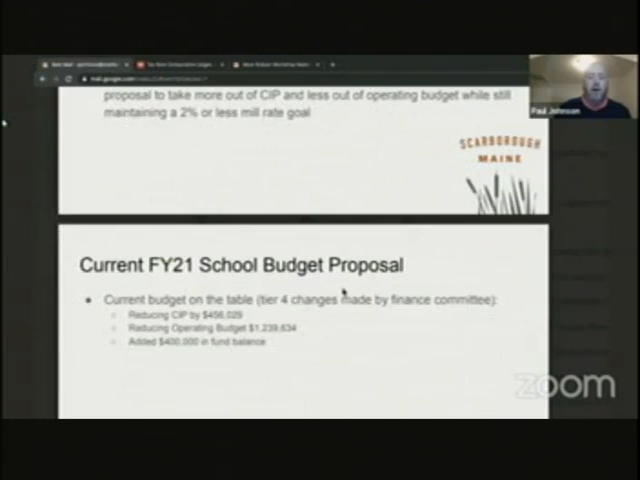 Paul Johnson
proposal to take more out of CIP and less out of operating budget while still
maintaining a 2% or less mill rate goal
SCARBOROUGH
MAINE
Current FY21 School Budget Proposal
Current budget on the table (tier 4 changes made by finance committee):
Reducing CIP by $456,029
Reducing Operating Budget $1,239,634
Added $400,000 in fund balance
zoom